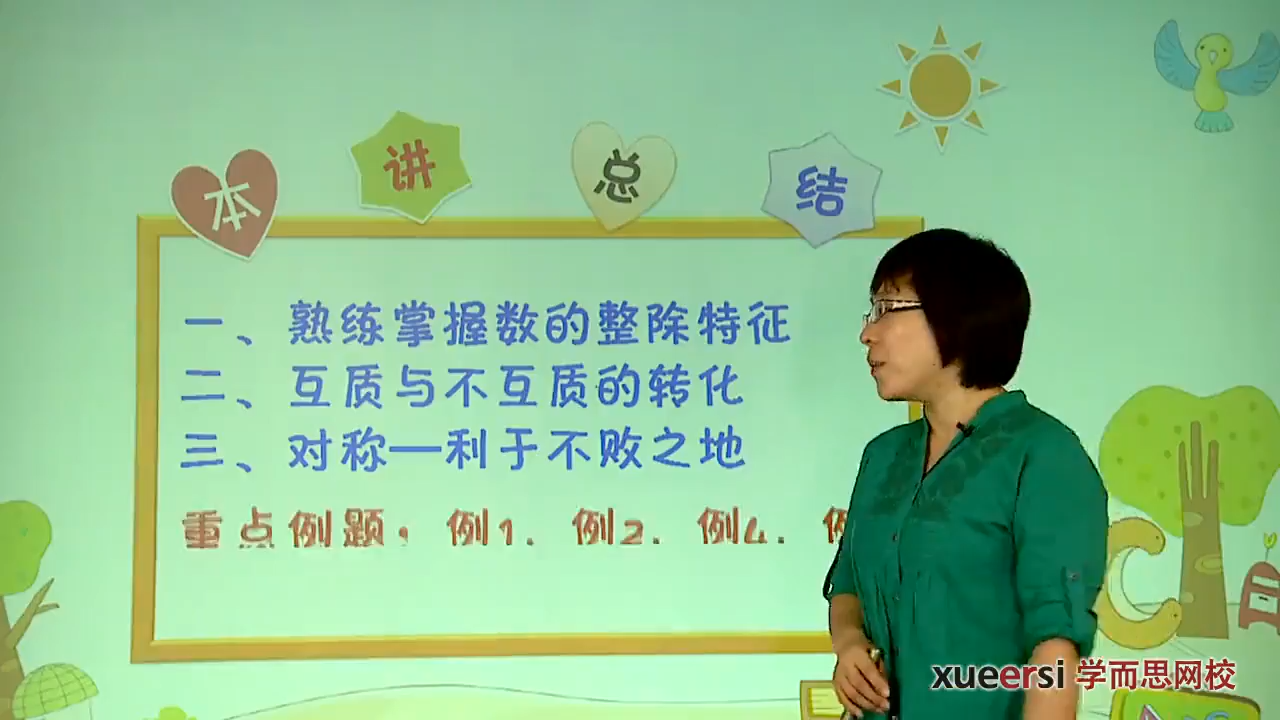 本讲总结
一、熟练掌握数的整除特征
二、互质与不互质的转化
三、对称—利于不败之地
重点例题：例1．例2．例4．例
xueersi 学而思网校